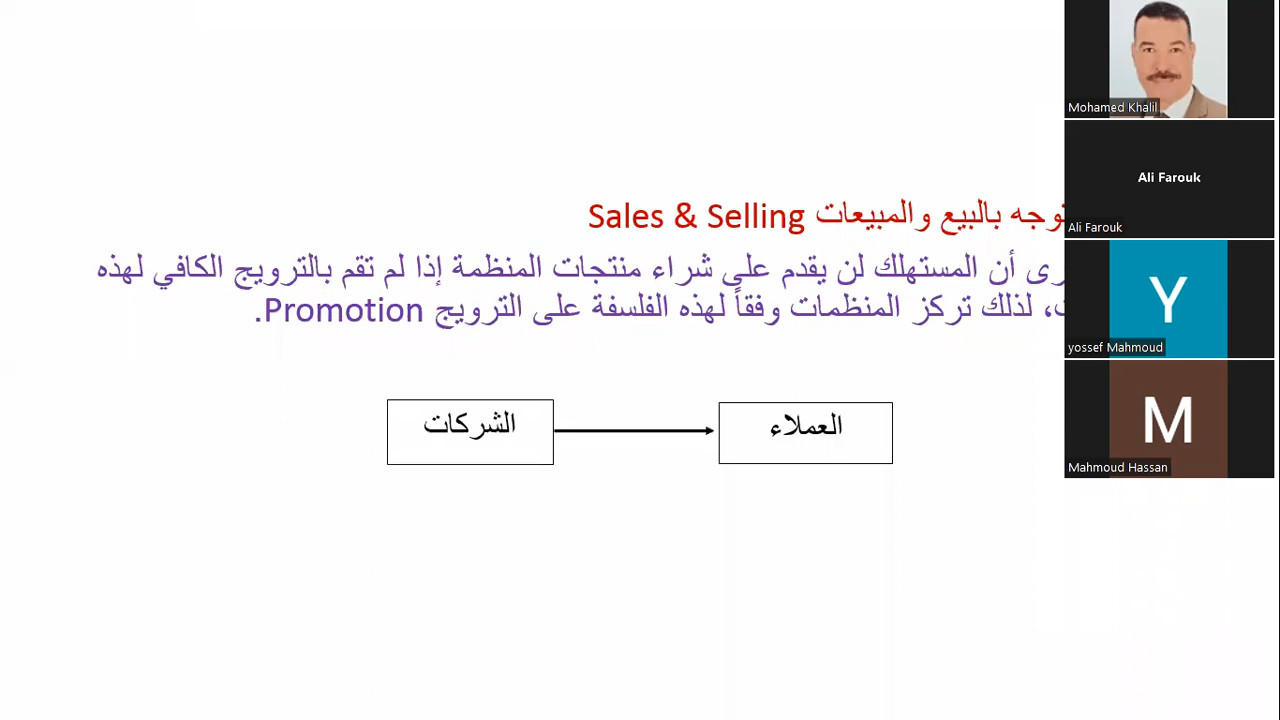 بالبيع والمبيعات Sales & Selling
أن المستهلك لن يقدم على شراء منتجات المنظمة إذا لم تقم بالترويج الكافي لهذه
، لذلك تركز المنظمات وفقاً لهذه الفلسفة على الترويج Promotion.
الشركات
العملاء
Mohamed Khalil
Ali Farouk
Ali Farouk
Y
yossef Mahmoud
M
Mahmoud Hassan